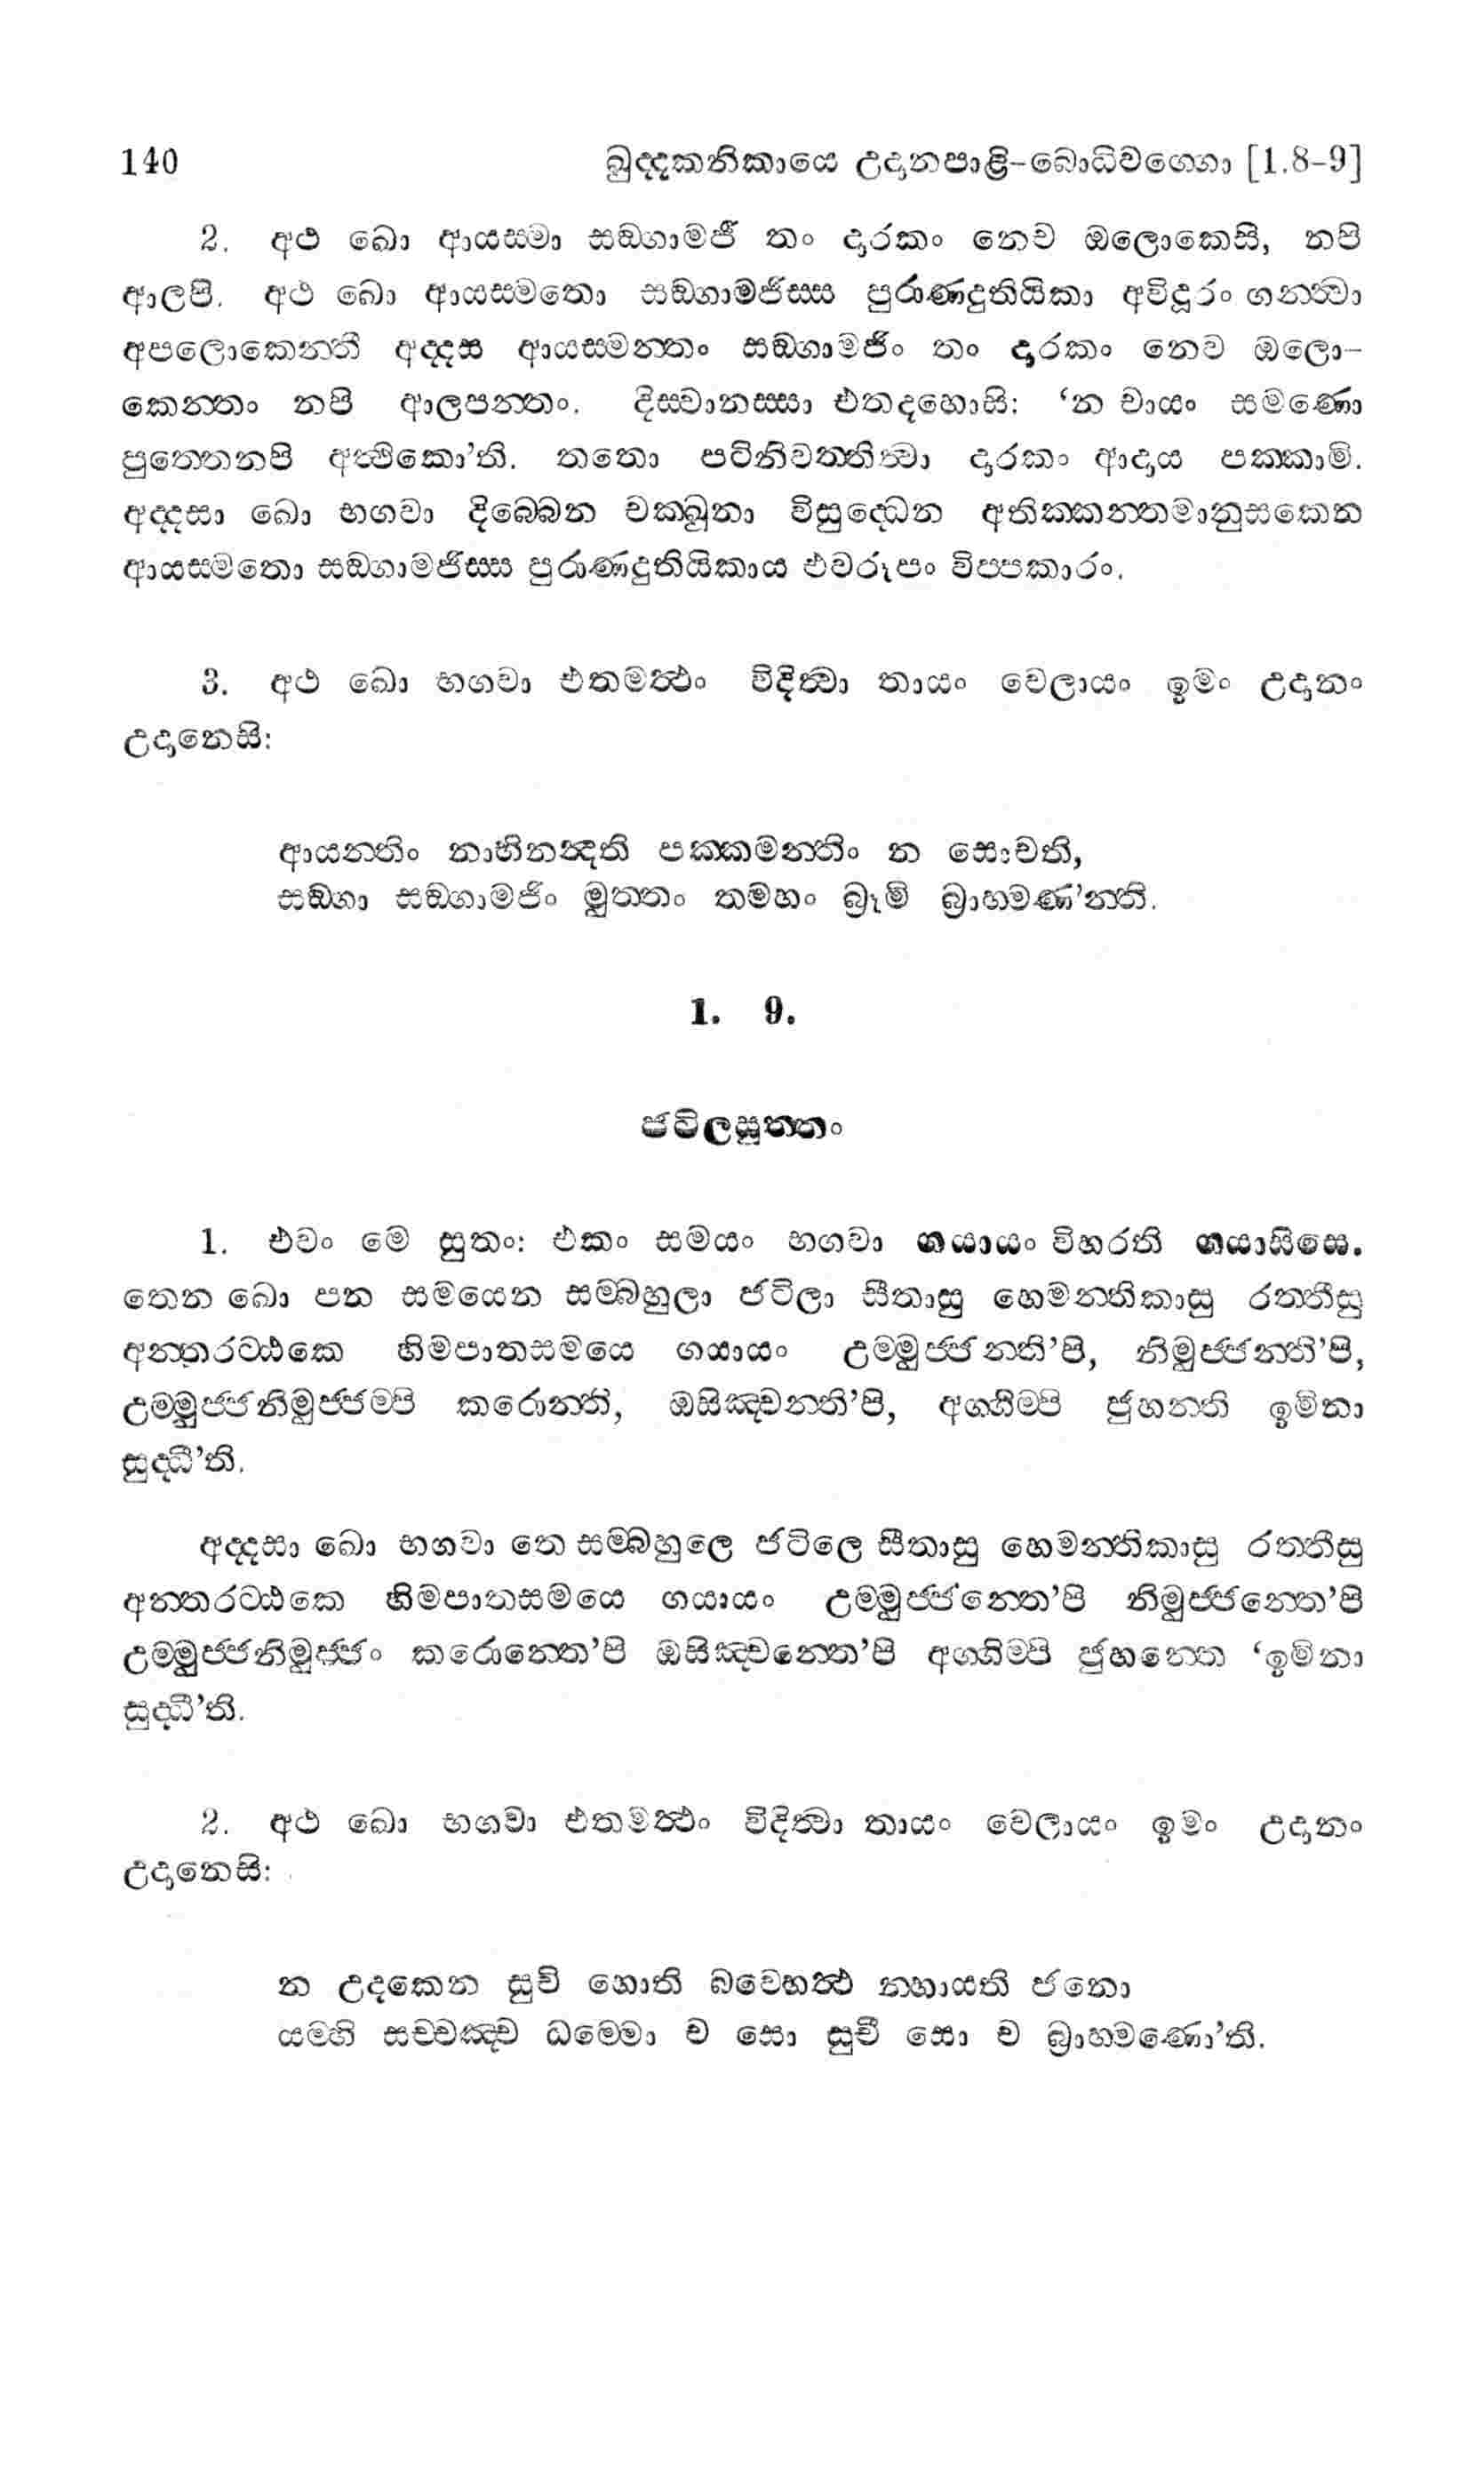 140 ඛුද්දකනිකායෙ උදානපාළි-බොධිවග්ගො [1.8-9]
2. අථ ඛො ආයස්මා සඞ්ගාමජි තං දාරකං නෙව ඔලොකෙසි, නපි
ආලපි. අථ ඛො ආයස්මතො සඞ්ගාමජිස්ස පුරාණදුතියිකා අවිදූරං ගන්ත්වා
අපලොකෙන්තී අද්දස ආයස්මන්තං සඞ්ගාමජිං තං දාරකං නෙව ඔලො-
කෙන්තං නපි ආලපන්තං. දිස්වානස්සා එතදහොසි: ‘න චායං සමණො
පුත්තෙනපි අත්ථිකො’ති. තතො පටිනිවත්තිත්වා දාරකං ආදාය පක්කාමි.
අද්දසා ඛො භගවා දිබ්බෙන චක්ඛුනා විසුද්ධෙන අතික්කන්තමානුසකෙන
ආයස්මතො සඞ්ගාමජිස්ස පුරාණදුතියිකාය එවරූපං විප්පකාරං.
3. අථ ඛො භගවා එතමත්ථං විදිත්වා තායං වෙලායං ඉමං උදානං
උදානෙසි:
ආයන්තිං නාභිනන්දති පක්කමන්තිං න සොචති,
සඞ්ගා සඞ්ගාමජිං මුත්තං තමහං බ්‍රූමි බ්‍රාහ්මණ’න්ති.
1. 9.
ජටිලසුත්තං
1. එවං මෙ සුතං: එකං සමයං භගවා ගයායං විහරති ගයාසීසෙ.
තෙන ඛො පන සමයෙන සම්බහුලා ජටිලා සීතාසු හෙමන්තිකාසු රත්තීසු
අන්තරට්ඨකෙ හිමපාතසමයෙ ගයායං උම්මුජ්ජන්ති’පි, නිමුජ්ජන්ති’පි,
උම්මුජ්ජනිමුජ්ජම්පි කරොන්ති, ඔසිඤ්චන්ති’පි, අග්ගිම්පි ජුහන්ති ඉමිනා
සුද්ධී’ති.
අද්දසා ඛො භගවා තෙ සම්බහුලෙ ජටිලෙ සීතාසු හෙමන්තිකාසු රත්තීසු
අන්තරට්ඨකෙ හිමපාතසමයෙ ගයායං උම්මුජ්ජන්තෙ’පි නිමුජ්ජන්තෙ’පි
උම්මුජ්ජනිමුජ්ජං කරොන්තෙ’පි ඔසිඤ්චන්තෙ’පි අග්ගිම්පි ජුහන්තෙ ‘ඉමිනා
සුද්ධී’ති.
2. අථ ඛො භගවා එතමත්ථං විදිත්වා තායං වෙලායං ඉමං උදානං
උදානෙසි:
න උදකෙන සුචි හොති බව්හෙත්ථ න්හායති ජනො
යම්හි සච්චඤ්ච ධම්මො ච සො සුචී සො ච බ්‍රාහ්මණො’ති.